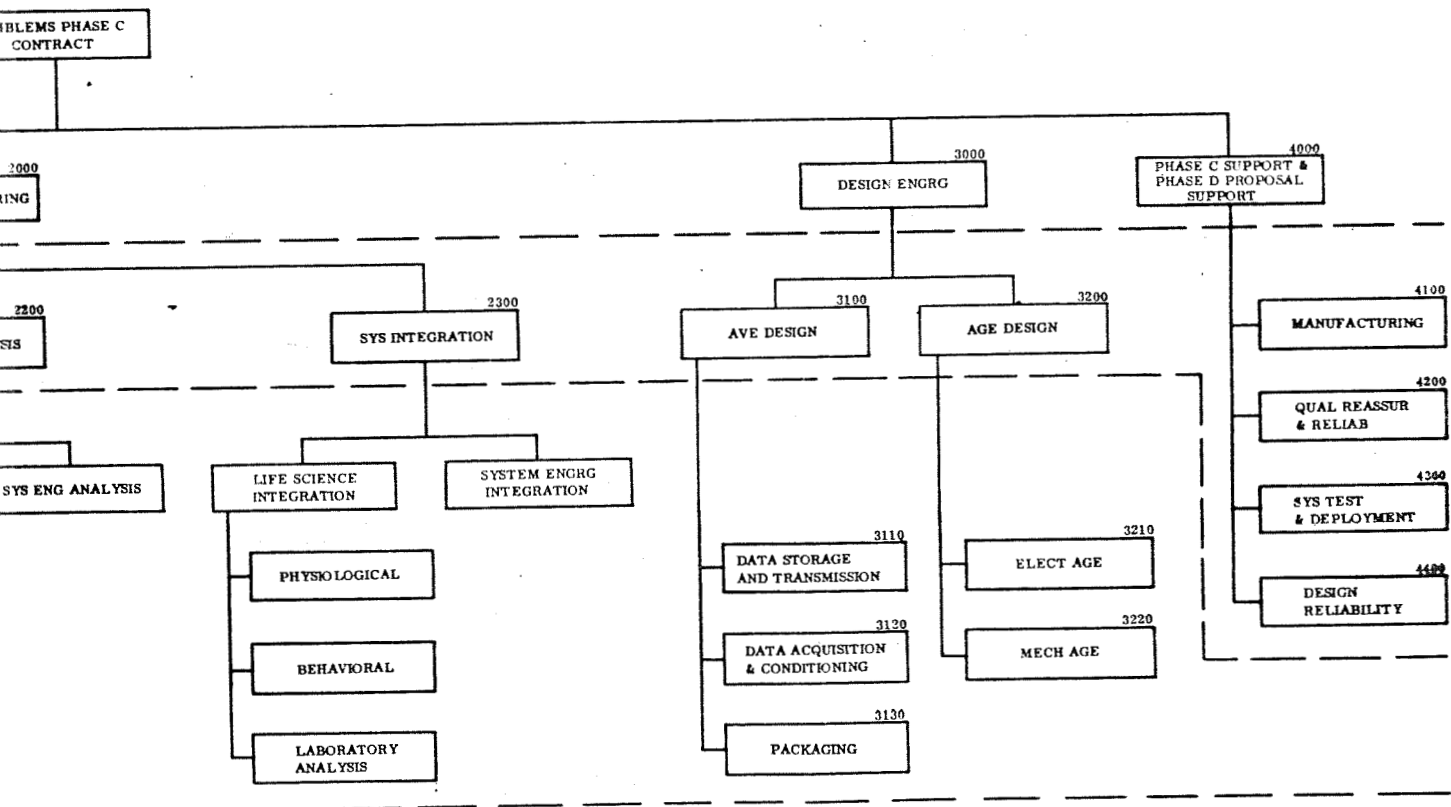 BLEMS PHASE C
CONTRACT
2000
RING
3000
DESIGN ENGRG
4000
PHASE C SUPPORT &
PHASE D PROPOSAL
SUPPORT
2200
SIS
2300
SYS INTEGRATION
3100
AVE DESIGN
3200
AGE DESIGN
4100
MANUFACTURING
4200
QUAL REASSUR
& RELIAB
4300
SYS TEST
& DEPLOYMENT
4400
DESIGN
RELIABILITY
SYS ENG ANALYSIS
LIFE SCIENCE
INTEGRATION
SYSTEM ENGRG
INTEGRATION
PHYSIOLOGICAL
BEHAVIORAL
LABORATORY
ANALYSIS
3110
DATA STORAGE
AND TRANSMISSION
3120
DATA ACQUISITION
& CONDITIONING
3130
PACKAGING
3210
ELECT AGE
3220
MECH AGE